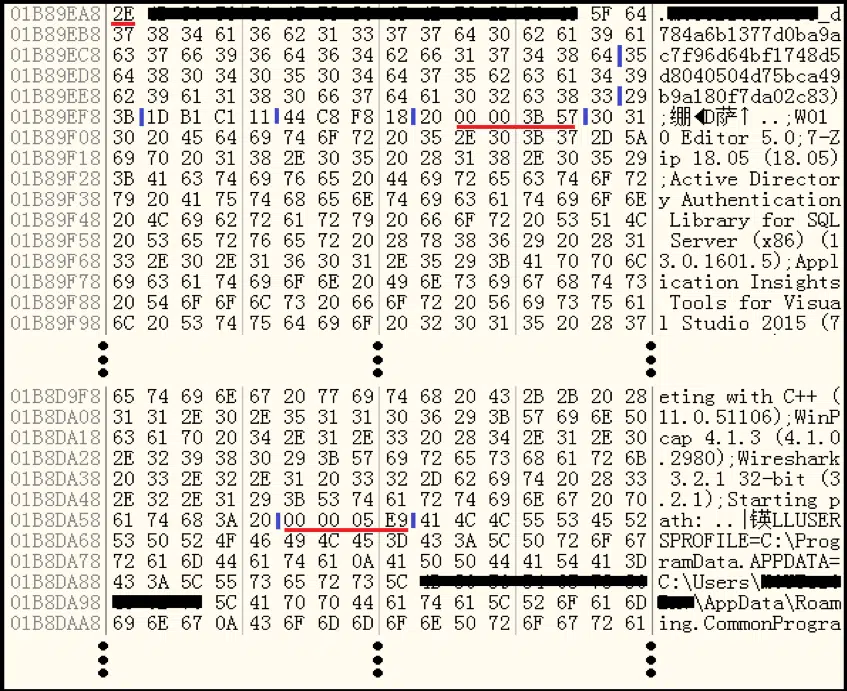 01B89EA8 2E 5F 64 ._d
01B89EB8 37 38 34 61 36 62 31 33 37 37 64 30 62 61 39 61 784a6b1377d0ba9a
01B89EC8 63 37 66 39 36 64 36 34 62 66 31 37 34 38 64 35 c7f96d64bf1748d5
01B89ED8 64 38 30 34 30 35 30 34 64 37 35 62 63 61 34 39 d8040504d75bca49
01B89EE8 62 39 61 31 38 30 66 37 64 61 30 32 63 38 33 29 b9a180f7da02c83)
01B89EF8 3B 1D B1 C1 11 44 C8 F8 18 20 00 00 3B 57 30 31 ;绷◀D萨↑ ..;W01
01B89F08 30 20 45 64 69 74 6F 72 20 35 2E 30 3B 37 2D 5A 0 Editor 5.0;7-Z
01B89F18 69 70 20 31 38 2E 30 35 20 28 31 38 2E 30 35 29 ip 18.05 (18.05)
01B89F28 3B 41 63 74 69 76 65 20 44 69 72 65 63 74 6F 72 ;Active Director
01B89F38 79 20 41 75 74 68 65 6E 74 69 63 61 74 69 6F 6E y Authentication
01B89F48 20 4C 69 62 72 61 72 79 20 66 6F 72 20 53 51 4C Library for SQL
01B89F58 20 53 65 72 76 65 72 20 28 78 38 36 29 20 28 31 Server (x86) (1
01B89F68 33 2E 30 2E 31 36 30 31 2E 35 29 3B 41 70 70 6C 3.0.1601.5);Appl
01B89F78 69 63 61 74 69 6F 6E 20 49 6E 73 69 67 68 74 73 ication Insights
01B89F88 20 54 6F 6F 6C 73 20 66 6F 72 20 56 69 73 75 61 Tools for Visua
01B89F98 6C 20 53 74 75 64 69 6F 20 32 30 31 35 20 28 37 l Studio 2015 (7
01B8D9F8 65 74 69 6E 67 20 77 69 74 68 20 43 2B 2B 20 28 eting with C++ (
01B8DA08 31 31 2E 30 2E 35 31 31 30 36 29 3B 57 69 6E 50 11.0.51106);WinP
01B8DA18 63 61 70 20 34 2E 31 2E 33 20 28 34 2E 31 2E 30 cap 4.1.3 (4.1.0
01B8DA28 2E 32 39 38 30 29 3B 57 69 72 65 73 68 61 72 6B .2980);Wireshark
01B8DA38 20 33 2E 32 2E 31 20 33 32 2D 62 69 74 20 28 33 3.2.1 32-bit (3
01B8DA48 2E 32 2E 31 29 3B 53 74 61 72 74 69 6E 67 20 70 .2.1);Starting p
01B8DA58 61 74 68 3A 20 00 00 05 E9 41 4C 4C 55 53 45 52 ath: ..|锳LLUSER
01B8DA68 53 50 52 4F 46 49 4C 45 3D 43 3A 5C 50 72 6F 67 SPROFILE=C:\Prog
01B8DA78 72 61 6D 44 61 74 61 0A 41 50 50 44 41 54 41 3D ramData.APPDATA=
01B8DA88 43 3A 5C 55 73 65 72 73 5C C:\Users\
01B8DA98 5C 41 70 70 44 61 74 61 5C 52 6F 61 6D \AppData\Roam
01B8DAA8 69 6E 67 0A 43 6F 6D 6D 6F 6E 50 72 6F 67 72 61 ing.CommonProgra